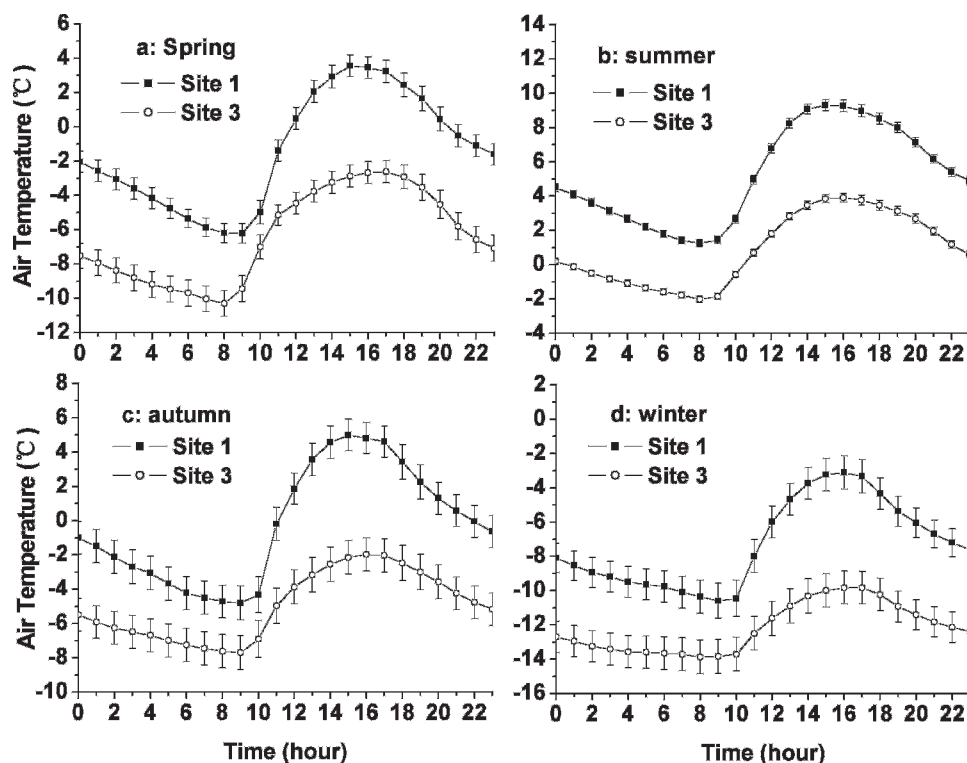 a: Spring
Site 1
Site 3
Air Temperature (℃)
6
4
2
0
-2
-4
-6
-8
-10
-12
0 2 4 6 8 10 12 14 16 18 20 22
b: summer
Site 1
Site 3
14
12
10
8
6
4
2
0
-2
-4
0 2 4 6 8 10 12 14 16 18 20 22
c: autumn
Site 1
Site 3
Air Temperature (℃)
8
6
4
2
0
-2
-4
-6
-8
-10
0 2 4 6 8 10 12 14 16 18 20 22
Time (hour)
d: winter
Site 1
Site 3
2
0
-2
-4
-6
-8
-10
-12
-14
-16
0 2 4 6 8 10 12 14 16 18 20 22
Time (hour)